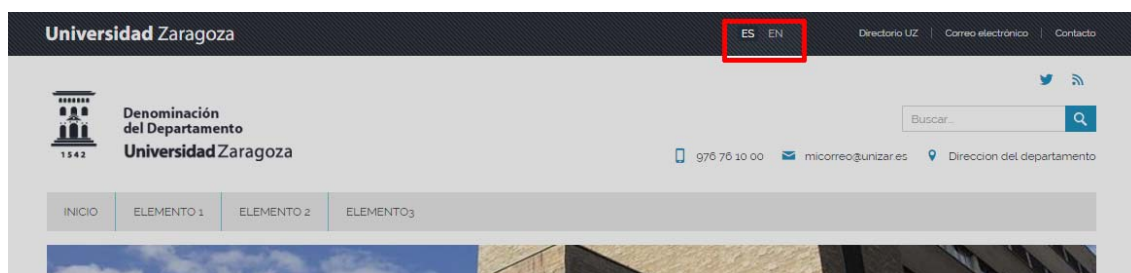 Universidad Zaragoza
ES EN
Directorio UZ | Correo electrónico | Contacto
1542
Denominación
del Departamento
Universidad Zaragoza
Buscar...
976 76 10 00
micorreo@unizar.es
Direccion del departamento
INICIO
ELEMENTO 1
ELEMENTO 2
ELEMENTO3